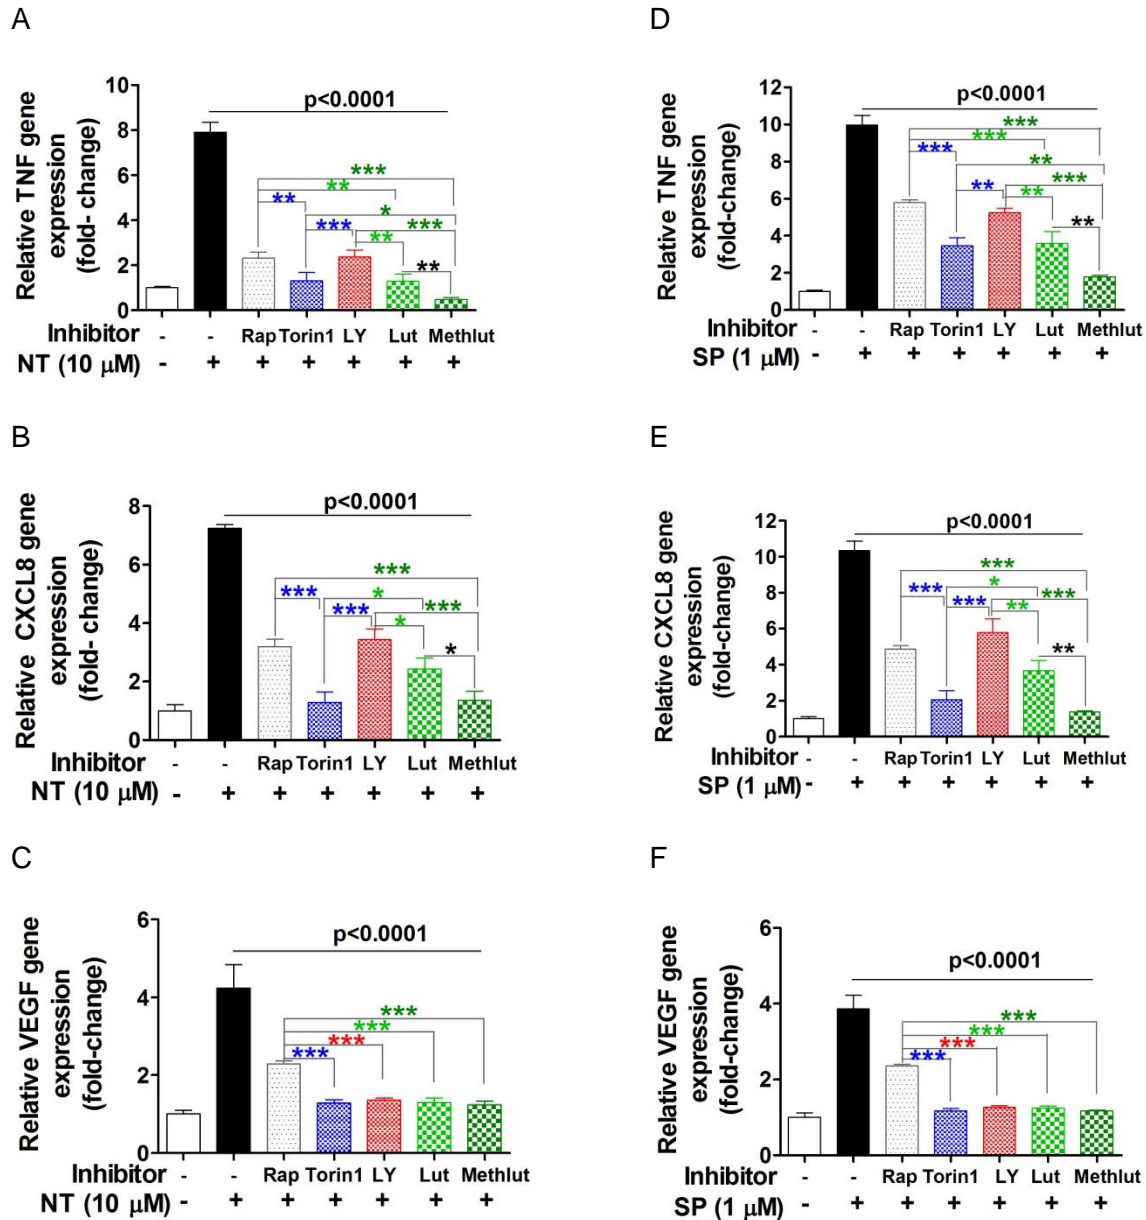 A
Relative TNF gene
expression
(fold- change)
10
8
6
4
2
0
p<0.0001
***
**
**
*
***
***
**
**
Inhibitor - - Rap Torin1 LY Lut Methlut
NT (10 μM) - + + + + + +
B
Relative CXCL8 gene
expression
(fold- change)
8
6
4
2
0
p<0.0001
***
*
***
***
***
*
*
Inhibitor - - Rap Torin1 LY Lut Methlut
NT (10 μM) - + + + + + +
C
Relative VEGF gene
expression
(fold-change)
6
4
2
0
p<0.0001
***
***
***
***
Inhibitor - - Rap Torin1 LY Lut Methlut
NT (10 μM) - + + + + + +
D
Relative TNF gene
expression
(fold-change)
12
10
8
6
4
2
0
p<0.0001
***
***
***
**
** ** ***
**
Inhibitor - - Rap Torin1 LY Lut Methlut
SP (1 μM) - + + + + + +
E
Relative CXCL8 gene
expression
(fold-change)
12
10
8
6
4
2
0
p<0.0001
***
*
*** ***
*** **
**
Inhibitor - - Rap Torin1 LY Lut Methlut
SP (1 μM) - + + + + + +
F
Relative VEGF gene
expression
(fold-change)
6
4
2
0
p<0.0001
***
***
***
***
Inhibitor - - Rap Torin1 LY Lut Methlut
SP (1 μM) - + + + + + +